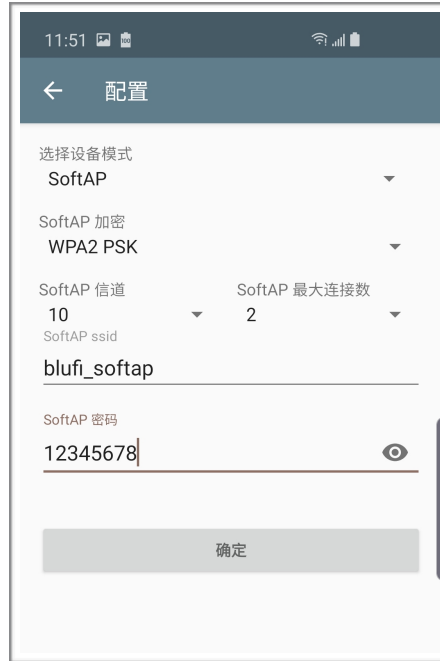 11:51
配置
选择设备模式
SoftAP
SoftAP 加密
WPA2 PSK
SoftAP 信道 SoftAP 最大连接数
10 2
SoftAP ssid
blufi_softap
SoftAP 密码
12345678
确定